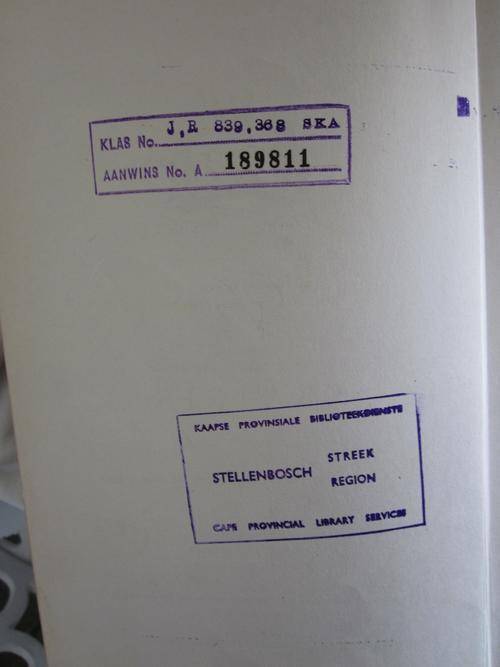 KLAS No. J,R 839,368 SKA
AANWINS No. A 189811
KAAPSE PROVINSIALE BIBLIOTEEKDIENSTE
STELLENBOSCH STREEK
REGION
CAPE PROVINCIAL LIBRARY SERVICES